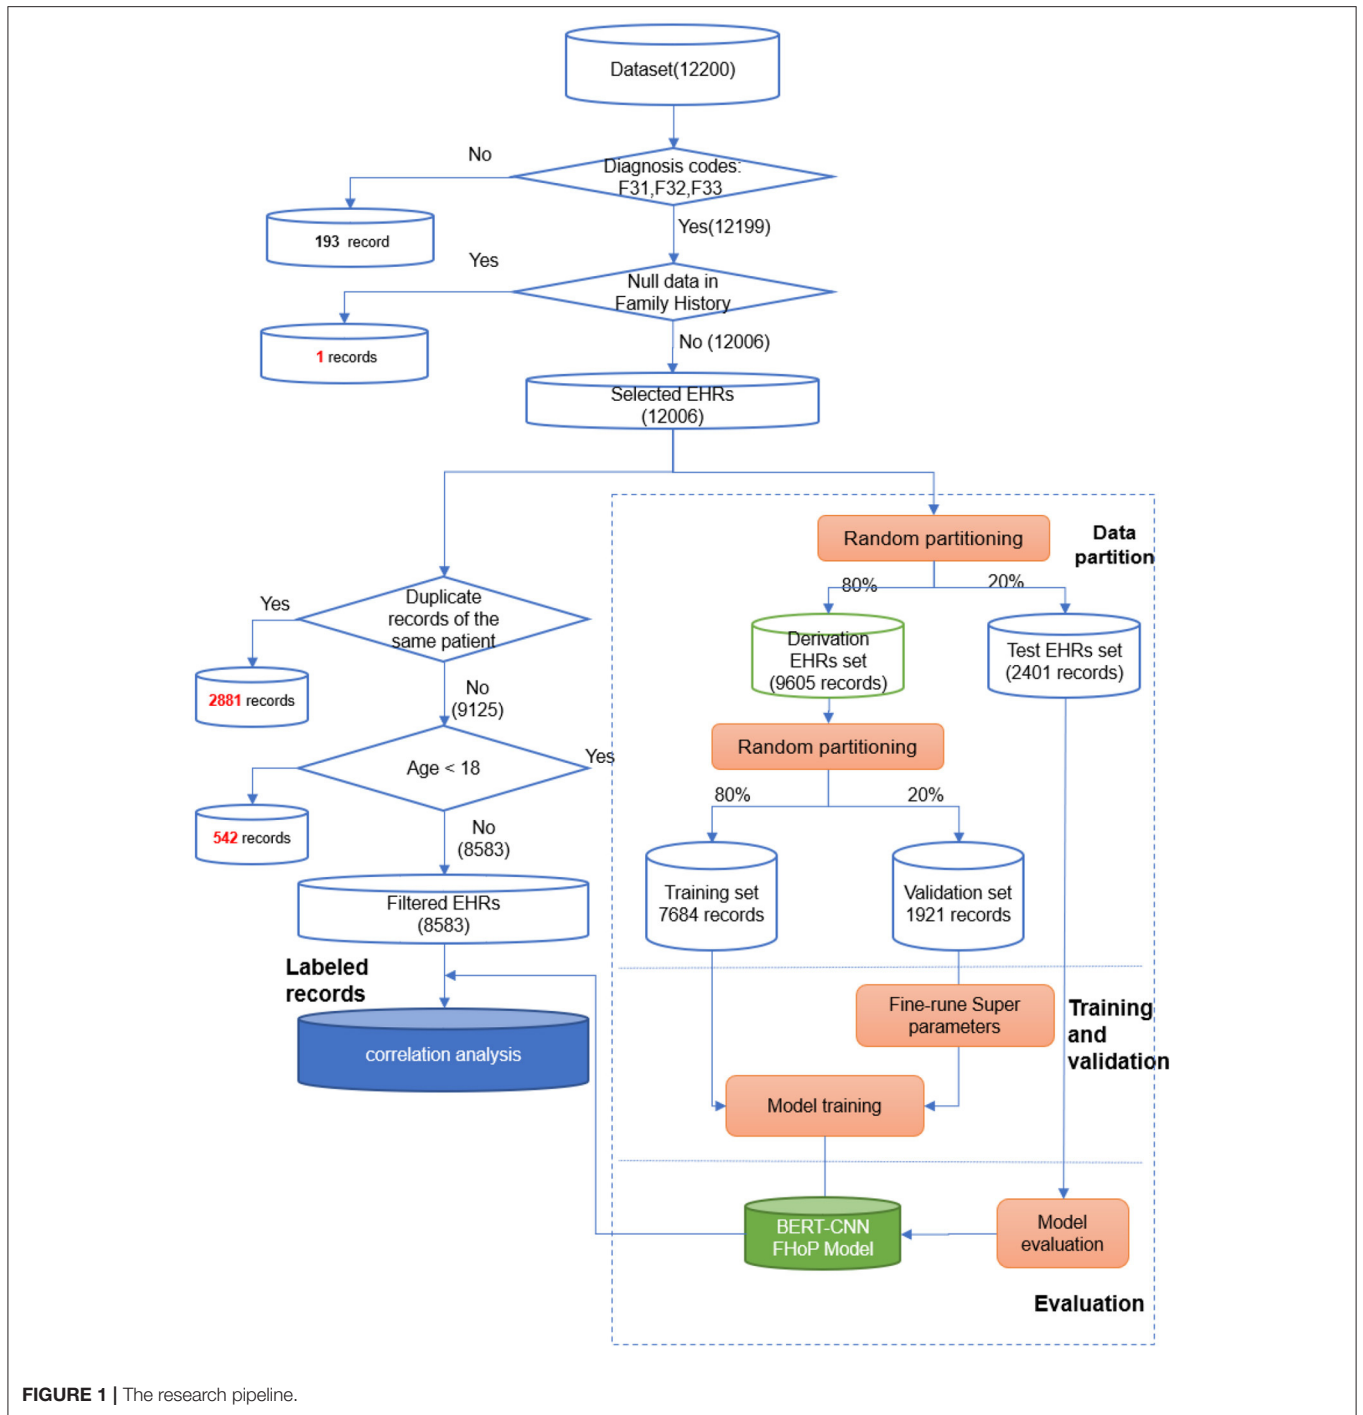 Dataset(12200)
No
Diagnosis codes:
F31,F32,F33
193 record
Yes(12199)
Yes
Null data in
Family History
1 records
No (12006)
Selected EHRs
(12006)
Random partitioning
Data
partition
80%
20%
Yes
Duplicate
records of the
same patient
Derivation
EHRs set
(9605 records)
Test EHRs set
(2401 records)
2881 records
No
(9125)
Random partitioning
Age < 18
Yes
80%
20%
542 records
No
(8583)
Training set
7684 records
Validation set
1921 records
Filtered EHRs
(8583)
Labeled
records
Fine-rune Super
parameters
Training
and
validation
correlation analysis
Model training
BERT-CNN
FHoP Model
Model
evaluation
Evaluation
FIGURE 1 | The research pipeline.